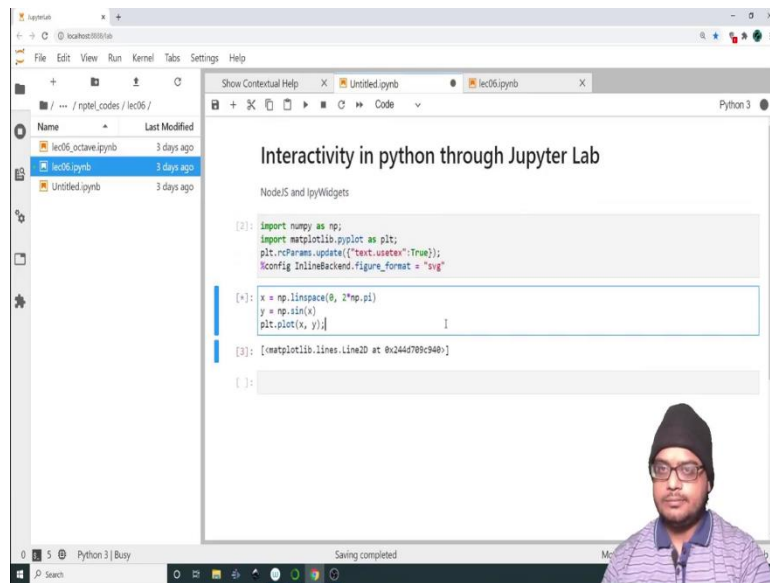 JupyterLab
localhost:8888/lab
File Edit View Run Kernel Tabs Settings Help
Show Contextual Help
Untitled.ipynb
lec06.ipynb
Code
Python 3
/ ... / nptel_codes / lec06 /
Name Last Modified
lec06_octave.ipynb 3 days ago
lec06.ipynb 3 days ago
Untitled.ipynb 3 days ago
Interactivity in python through Jupyter Lab
NodeJS and IpyWidgets
[2]: import numpy as np;
import matplotlib.pyplot as plt;
plt.rcParams.update({"text.usetex":True});
%config InlineBackend.figure_format = "svg"
[*]: x = np.linspace(0, 2*np.pi)
y = np.sin(x)
plt.plot(x, y);
[3]: [<matplotlib.lines.Line2D at 0x244d709c940>]
[ ]:
0 5 Python 3 | Busy
Saving completed
Search